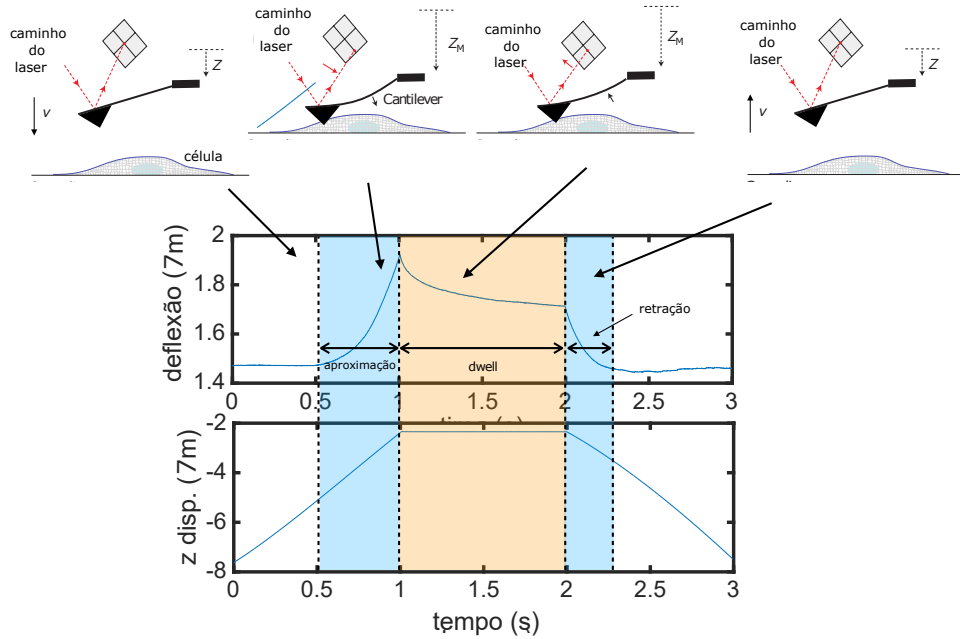 caminho
do
laser
Z
v
célula
caminho
do
laser
Z_M
Cantilever
caminho
do
laser
Z_M
caminho
do
laser
Z
v
deflexão (7m)
2
1.8
1.6
1.4
retração
aproximação
dwell
0 0.5 1 1.5 2 2.5 3
z disp. (7m)
-2
-4
-6
-8
0 0.5 1 1.5 2 2.5 3
tempo (s)